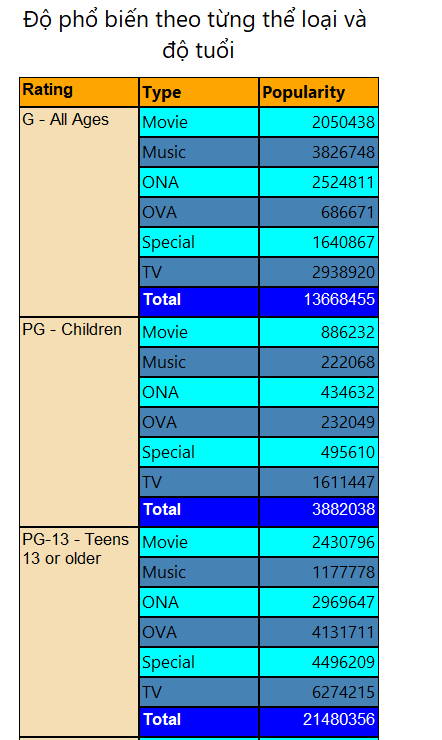 Độ phổ biến theo từng thể loại và
độ tuổi
Rating Type Popularity
G - All Ages Movie 2050438
Music 3826748
ONA 2524811
OVA 686671
Special 1640867
TV 2938920
Total 13668455
PG - Children Movie 886232
Music 222068
ONA 434632
OVA 232049
Special 495610
TV 1611447
Total 3882038
PG-13 - Teens Movie 2430796
13 or older Music 1177778
ONA 2969647
OVA 4131711
Special 4496209
TV 6274215
Total 21480356